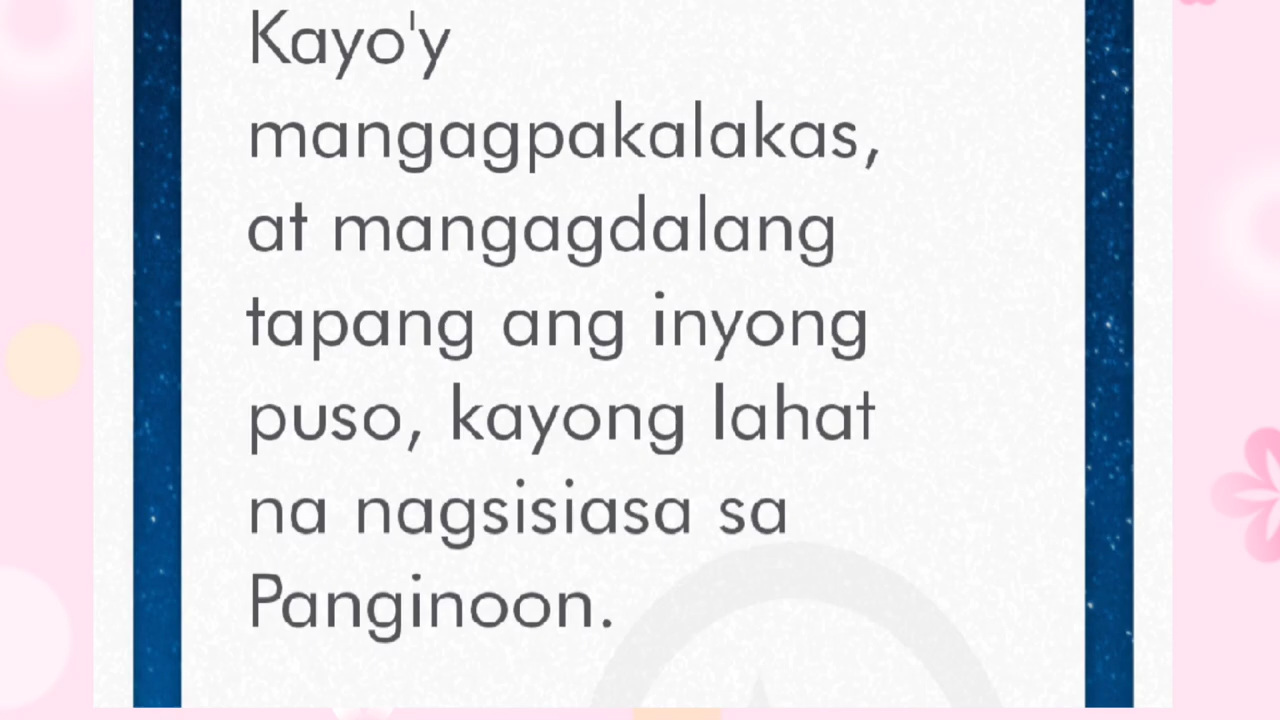 Kayo'y
mangagpakalakas,
at mangagdalang
tapang ang inyong
puso, kayong lahat
na nagsisiasa sa
Panginoon.